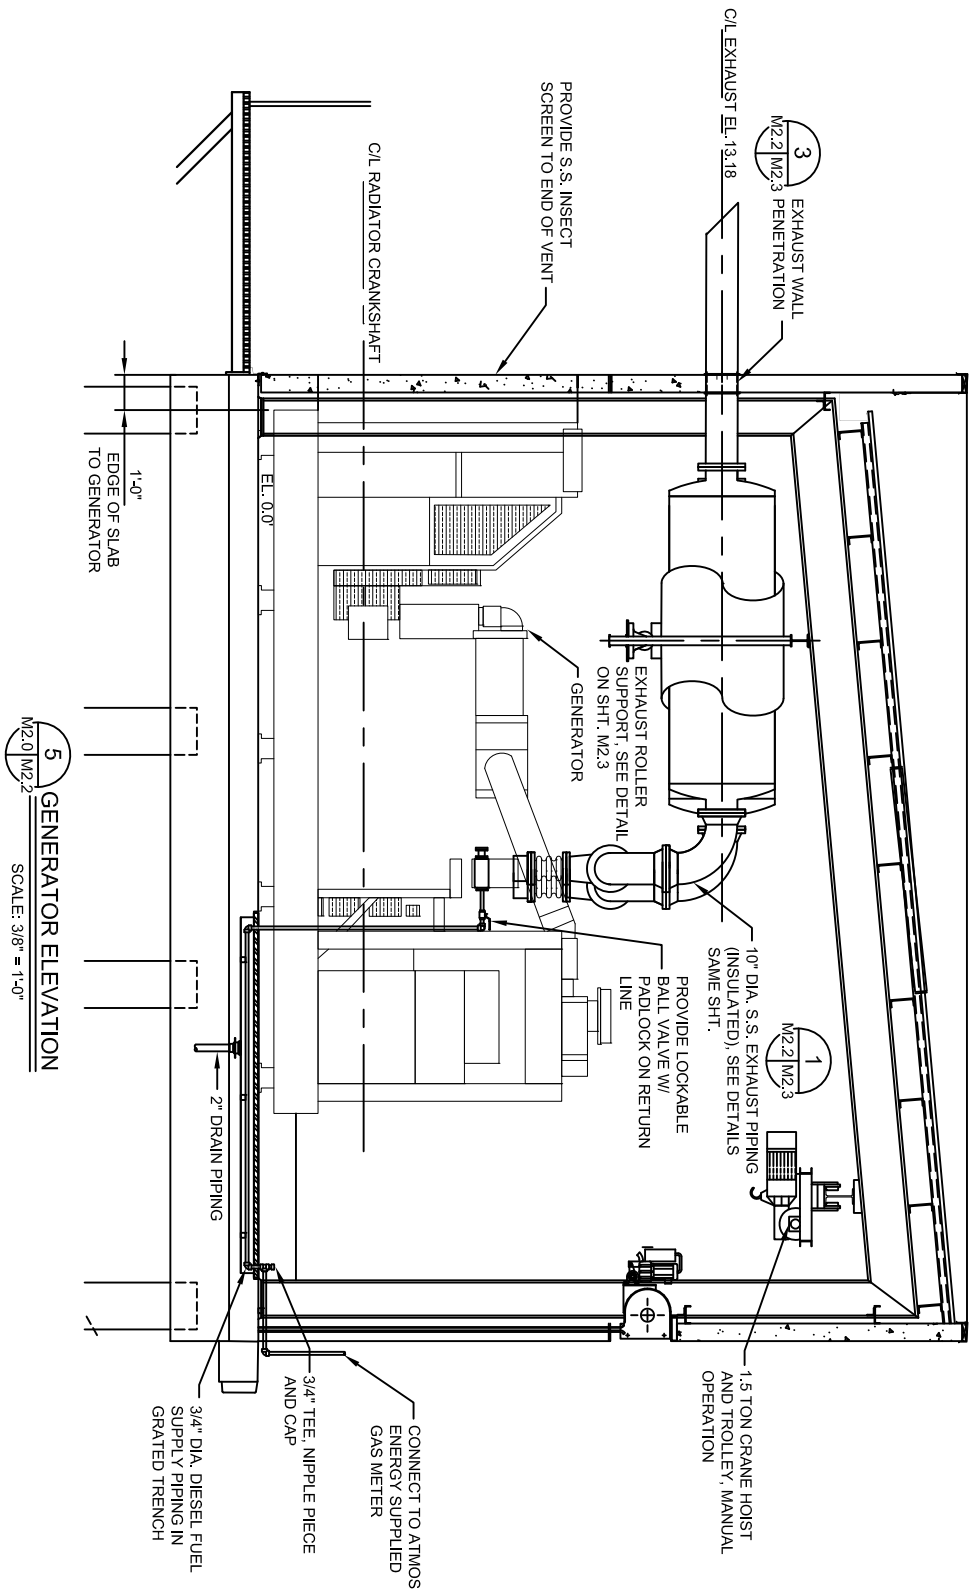 C/L EXHAUST EL.13.18
3
M2.2 M2.3
EXHAUST WALL
PENETRATION
PROVIDE S.S. INSECT
SCREEN TO END OF VENT
C/L RADIATOR CRANKSHAFT
1'-0"
EDGE OF SLAB
TO GENERATOR
EL. 0.0'
EXHAUST ROLLER
SUPPORT, SEE DETAIL
ON SHT. M2.3
GENERATOR
1
M2.2 M2.3
10" DIA. S.S. EXHAUST PIPING
(INSULATED), SEE DETAILS
SAME SHT.
PROVIDE LOCKABLE
BALL VALVE W/
PADLOCK ON RETURN
LINE
2" DRAIN PIPING
1.5 TON CRANE HOIST
AND TROLLEY, MANUAL
OPERATION
CONNECT TO ATMOS
ENERGY SUPPLIED
GAS METER
3/4" TEE, NIPPLE PIECE
AND CAP
3/4" DIA. DIESEL FUEL
SUPPLY PIPING IN
GRATED TRENCH
5
M2.0 M2.2
GENERATOR ELEVATION
SCALE: 3/8" = 1'-0"